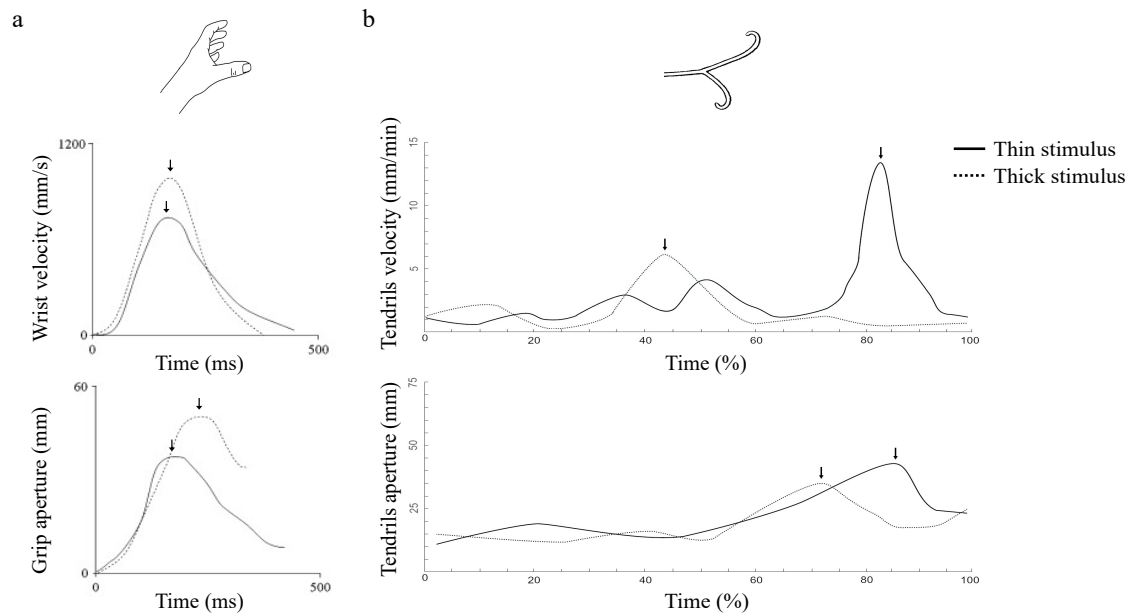 a
b
Wrist velocity (mm/s)
1200
0
0
500
Time (ms)
Tendrils velocity (mm/min)
15
10
5
0
20
40
60
80
100
Time (%)
Thin stimulus
Thick stimulus
Grip aperture (mm)
60
0
0
500
Time (ms)
Tendrils aperture (mm)
75
50
25
0
20
40
60
80
100
Time (%)